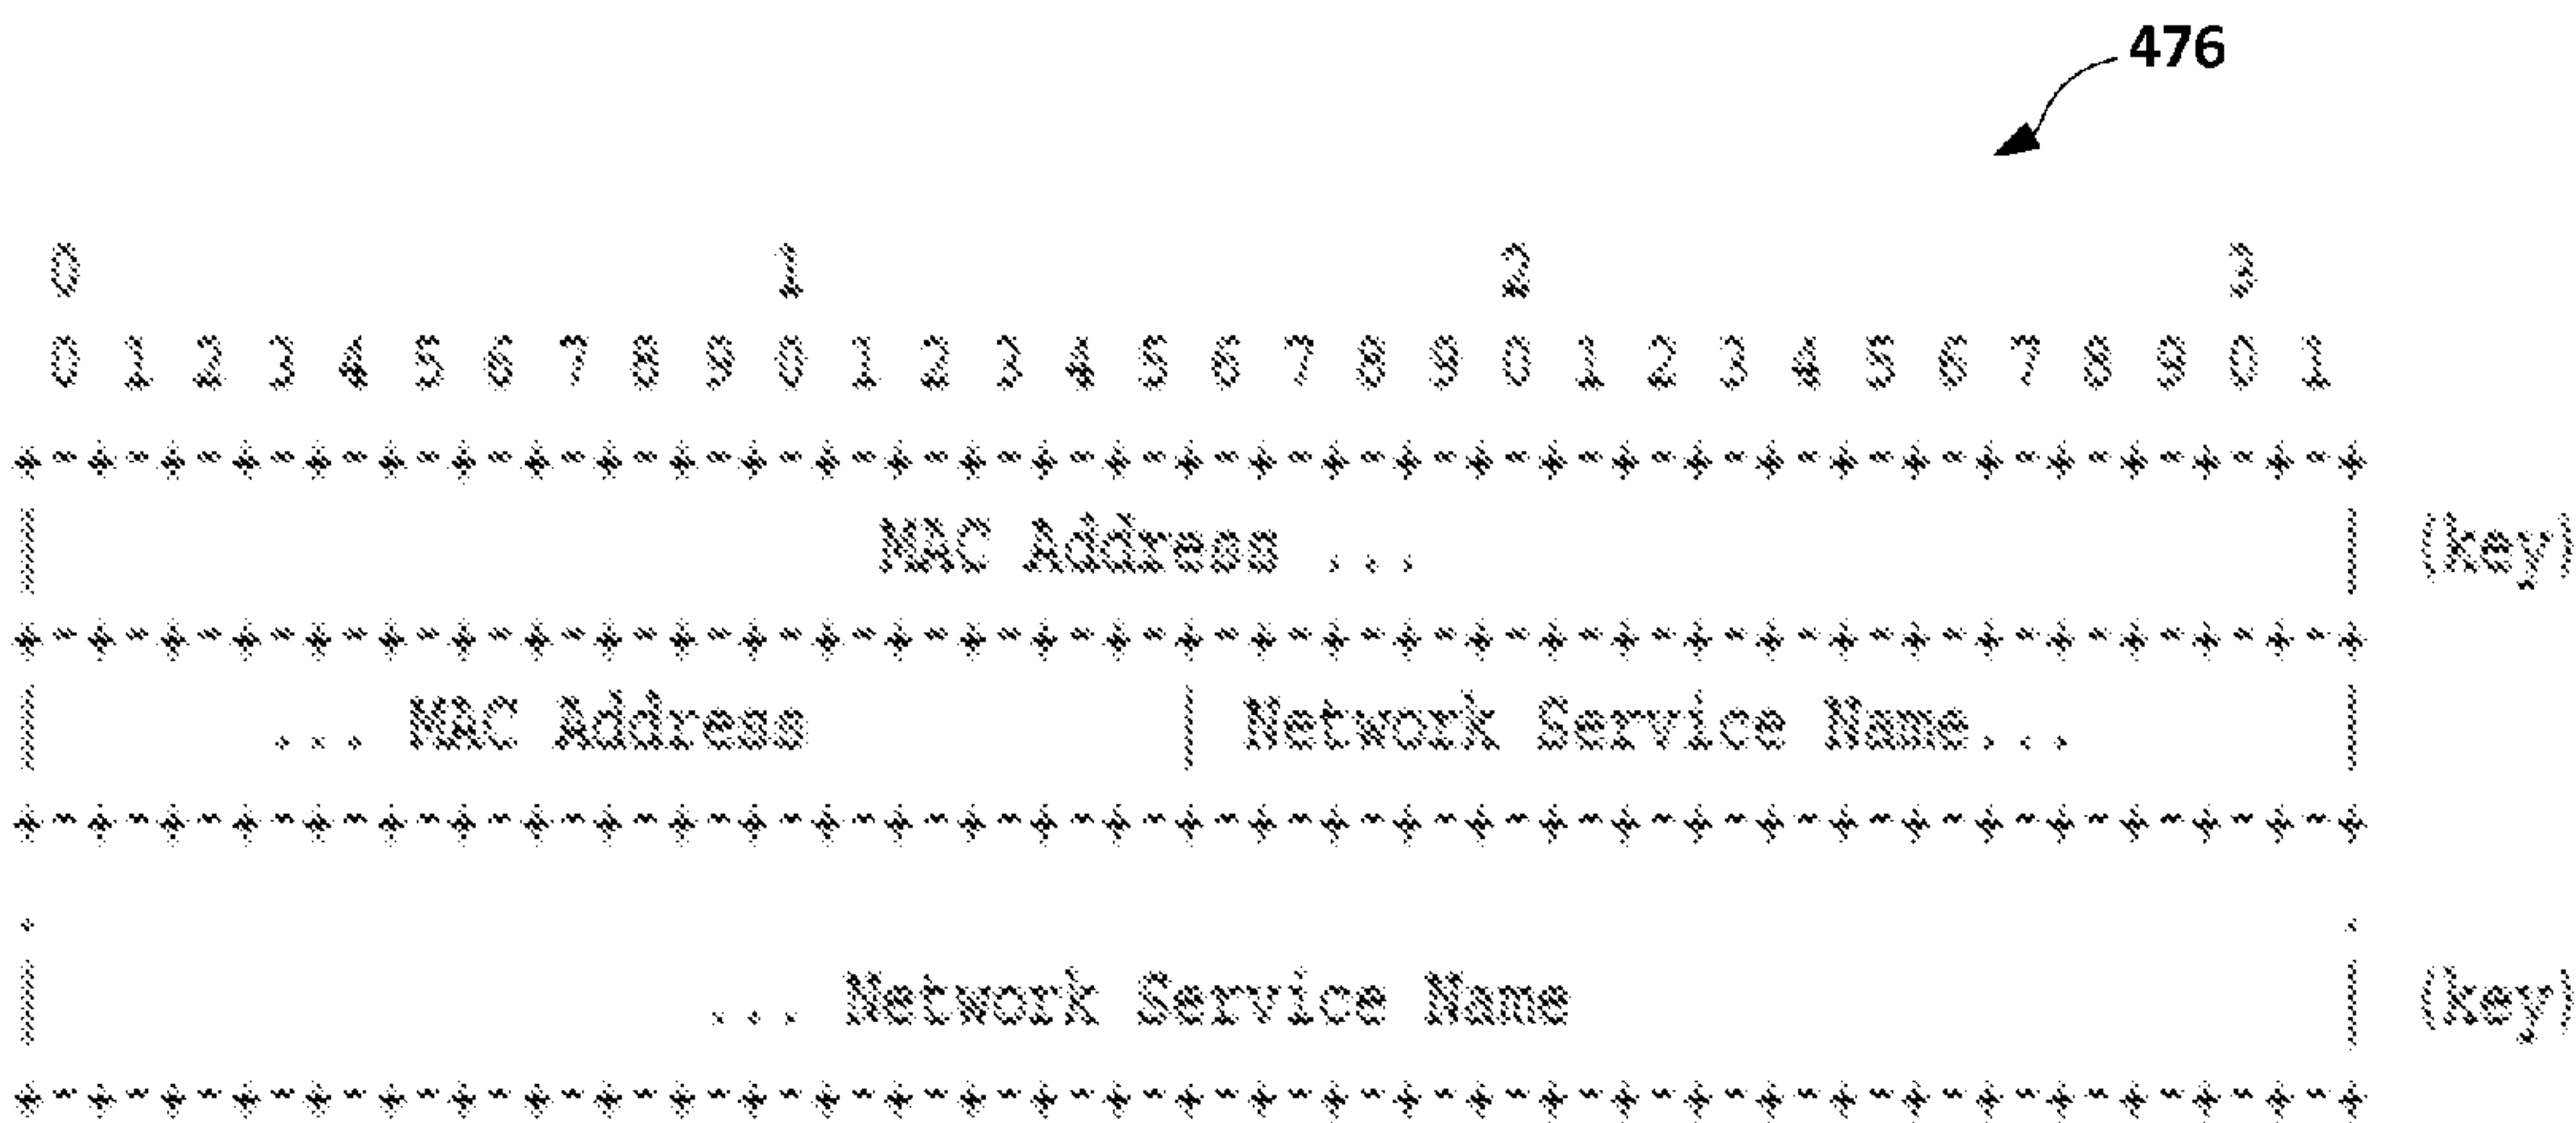 476
0 1 2 3
0 1 2 3 4 5 6 7 8 9 0 1 2 3 4 5 6 7 8 9 0 1 2 3 4 5 6 7 8 9 0 1
+-+-+-+-+-+-+-+-+-+-+-+-+-+-+-+-+-+-+-+-+-+-+-+-+-+-+-+-+-+-+-+-+
| MAC Address ... | (key)
+-+-+-+-+-+-+-+-+-+-+-+-+-+-+-+-+-+-+-+-+-+-+-+-+-+-+-+-+-+-+-+-+
| ... MAC Address | Network Service Name... |
+-+-+-+-+-+-+-+-+-+-+-+-+-+-+-+-+-+-+-+-+-+-+-+-+-+-+-+-+-+-+-+-+
. .
| ... Network Service Name | (key)
+-+-+-+-+-+-+-+-+-+-+-+-+-+-+-+-+-+-+-+-+-+-+-+-+-+-+-+-+-+-+-+-+